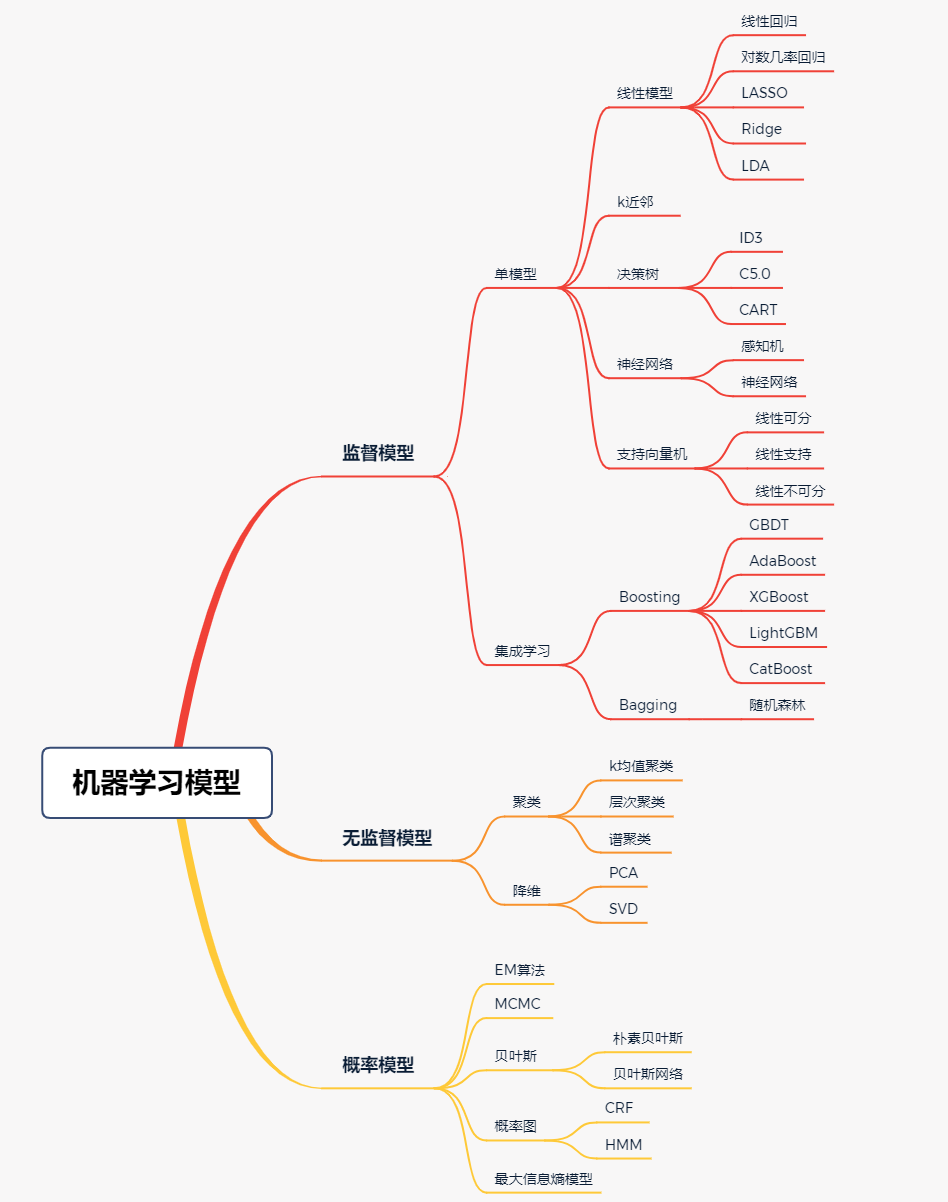 机器学习模型
监督模型
单模型
线性模型
线性回归
对数几率回归
LASSO
Ridge
LDA
k近邻
决策树
ID3
C5.0
CART
神经网络
感知机
神经网络
支持向量机
线性可分
线性支持
线性不可分
集成学习
Boosting
GBDT
AdaBoost
XGBoost
LightGBM
CatBoost
Bagging
随机森林
无监督模型
聚类
k均值聚类
层次聚类
谱聚类
降维
PCA
SVD
概率模型
EM算法
MCMC
贝叶斯
朴素贝叶斯
贝叶斯网络
概率图
CRF
HMM
最大信息熵模型